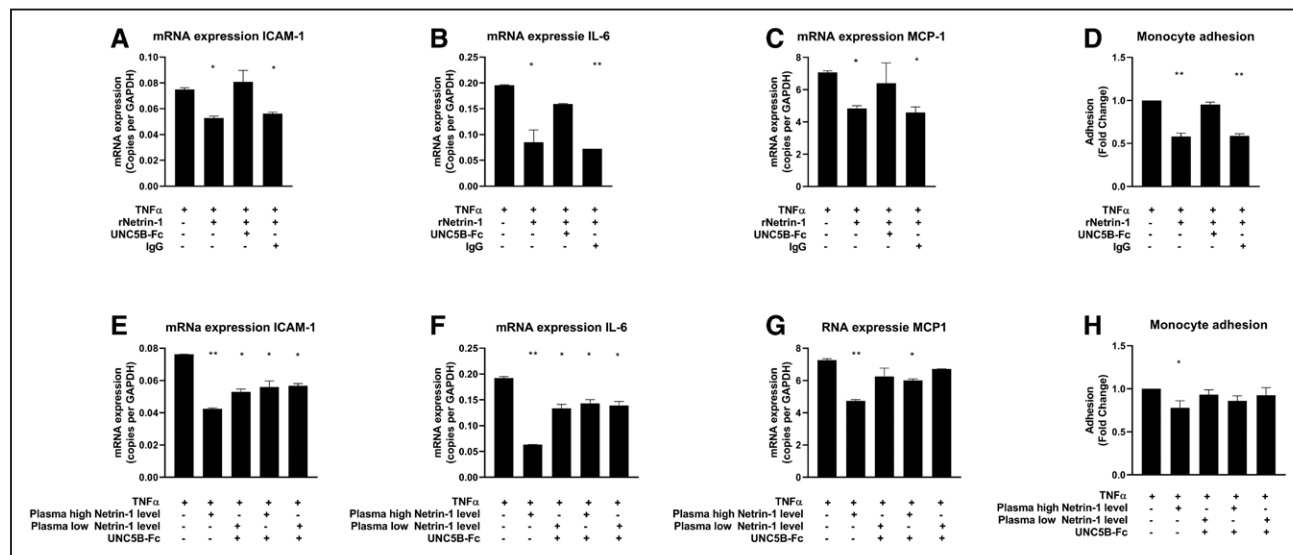 A
mRNA expression ICAM-1
mRNA expression
(Copies per GAPDH)
0.10
0.08
0.06
0.04
0.02
0.00
* *
TNFα + + + +
rNetrin-1 - + + +
UNC5B-Fc - - + -
IgG - - - +
B
mRNA expressie IL-6
mRNA expression
(Copies per GAPDH)
0.25
0.20
0.15
0.10
0.05
0.00
* **
TNFα + + + +
rNetrin-1 - + + +
UNC5B-Fc - - + -
IgG - - - +
C
mRNA expression MCP-1
mRNA expression
(copies per GAPDH)
8
6
4
2
0
* *
TNFα + + + +
rNetrin-1 - + + +
UNC5B-Fc - - + -
IgG - - - +
D
Monocyte adhesion
Adhesion
(Fold Change)
1.5
1.0
0.5
0.0
** **
TNFα + + + +
rNetrin-1 - + + +
UNC5B-Fc - - + -
IgG - - - +
E
mRNa expression ICAM-1
mRNA expression
(copies per GAPDH)
0.08
0.06
0.04
0.02
0.00
** * * *
TNFα + + + + +
Plasma high Netrin-1 level - + - + -
Plasma low Netrin-1 level - - + - +
UNC5B-Fc - - + + +
F
mRNA expression IL-6
mRNA expression
(copies per GAPDH)
0.25
0.20
0.15
0.10
0.05
0.00
** * * *
TNFα + + + + +
Plasma high Netrin-1 level - + - + -
Plasma low Netrin-1 level - - + - +
UNC5B-Fc - - + + +
G
RNA expressie MCP1
mRNA expression
(copies per GAPDH)
8
6
4
2
0
** *
TNFα + + + + +
Plasma high Netrin-1 level - + - + -
Plasma low Netrin-1 level - - + - +
UNC5B-Fc - - + + +
H
Monocyte adhesion
Adhesion
(Fold Change)
1.5
1.0
0.5
0.0
*
TNFα + + + + +
Plasma high Netrin-1 level - + - + -
Plasma low Netrin-1 level - - + - +
UNC5B-Fc - - + + +